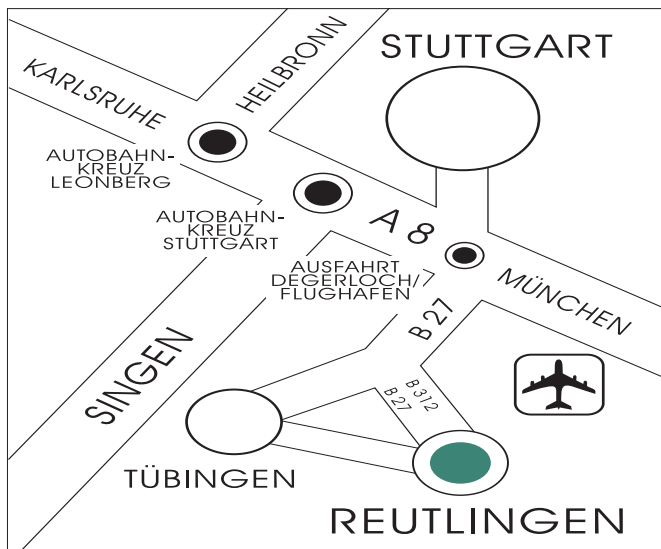 STUTTGART
HEILBRONN
KARLSRUHE
AUTOBAHN-
KREUZ
LEONBERG
AUTOBAHN-
KREUZ
STUTTGART
A 8
AUSFAHRT
DEGERLOCH/
FLUGHAFEN
MÜNCHEN
B 27
SINGEN
B 312
B 27
TÜBINGEN
REUTLINGEN